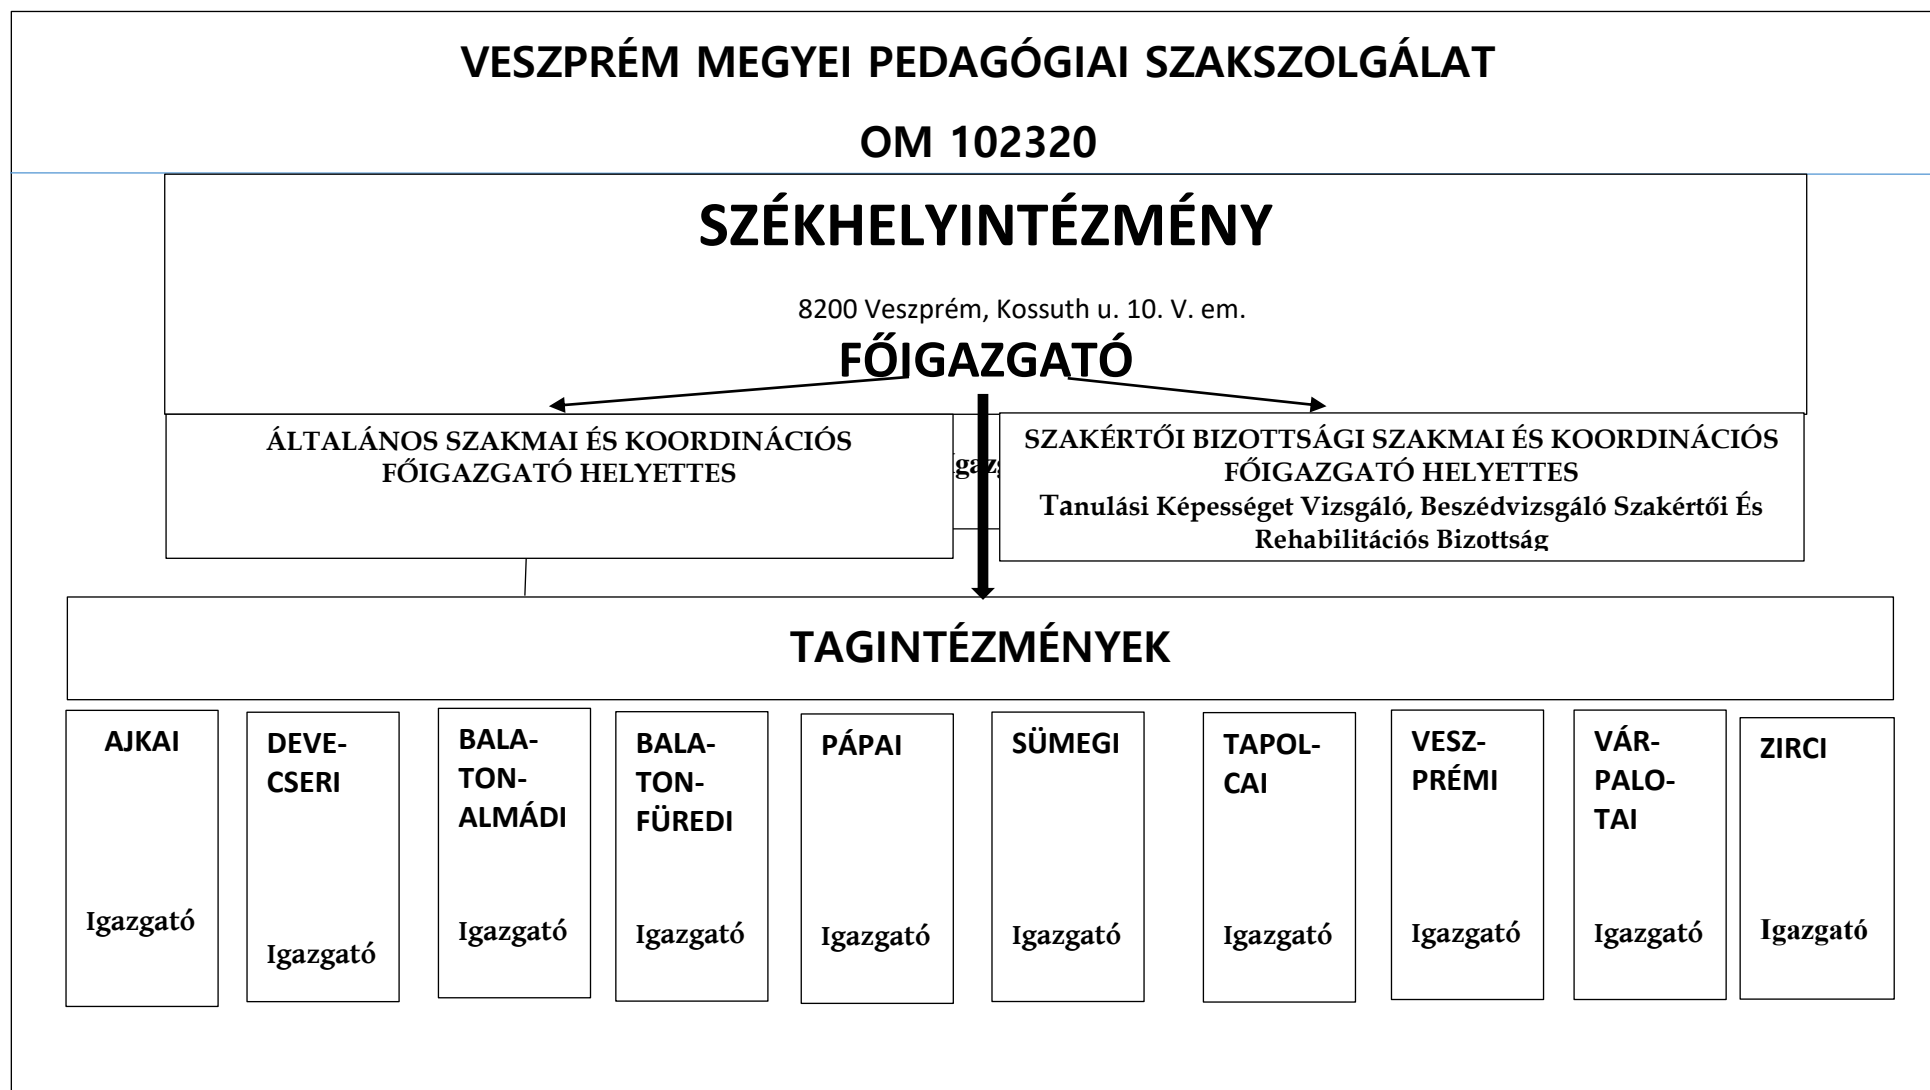 VESZPRÉM MEGYEI PEDAGÓGIAI SZAKSZOLGÁLAT
OM 102320
SZÉKHELYINTÉZMÉNY
8200 Veszprém, Kossuth u. 10. V. em.
FŐIGAZGATÓ
ÁLTALÁNOS SZAKMAI ÉS KOORDINÁCIÓS
FŐIGAZGATÓ HELYETTES
SZAKÉRTŐI BIZOTTSÁGI SZAKMAI ÉS KOORDINÁCIÓS
FŐIGAZGATÓ HELYETTES
Tanulási Képességet Vizsgáló, Beszédvizsgáló Szakértői És
Rehabilitációs Bizottság
TAGINTÉZMÉNYEK
AJKAI
Igazgató
DEVE-
CSERI
Igazgató
BALA-
TON-
ALMÁDI
Igazgató
BALA-
TON-
FÜREDI
Igazgató
PÁPAI
Igazgató
SÜMEGI
Igazgató
TAPOL-
CAI
Igazgató
VESZ-
PRÉMI
Igazgató
VÁR-
PALO-
TAI
Igazgató
ZIRCI
Igazgató